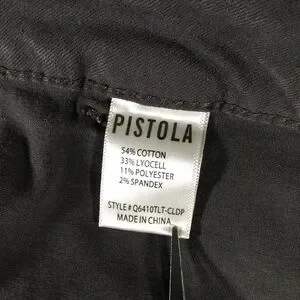 PISTOLA
54% COTTON
33% LYOCELL
11% POLYESTER
2% SPANDEX
STYLE # Q6410TLT-CLDP
MADE IN CHINA